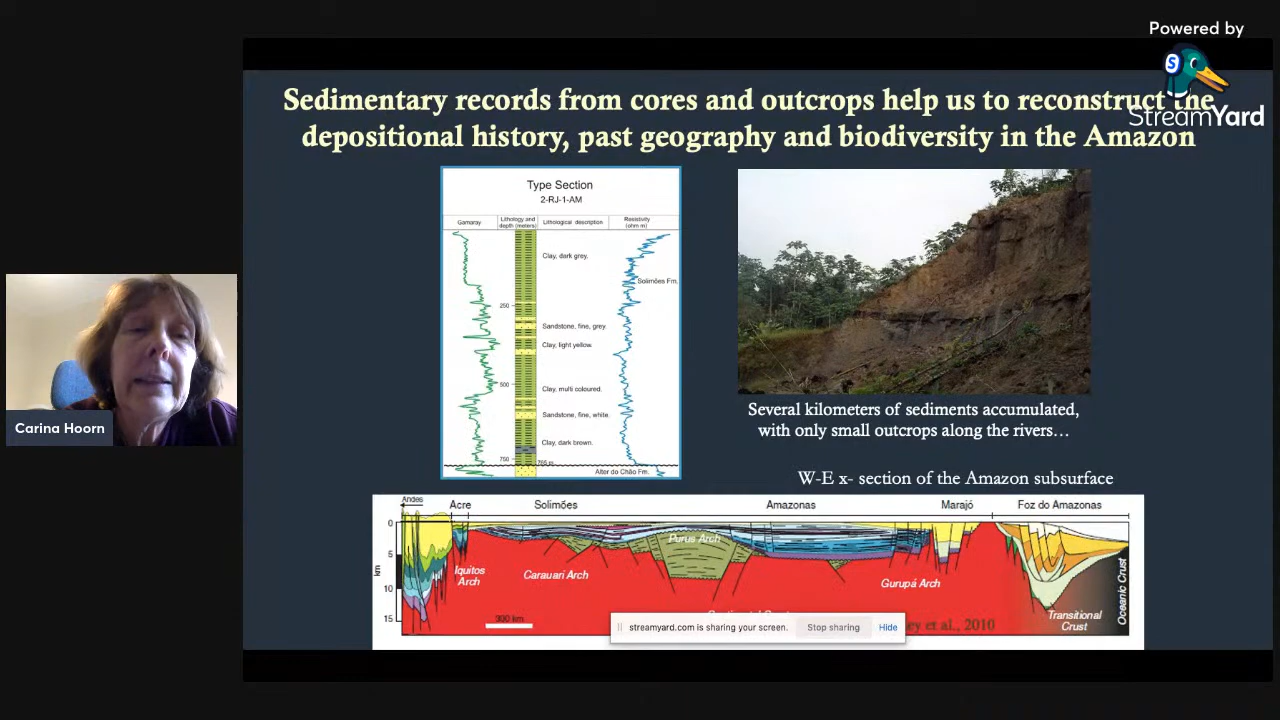 Powered by
StreamYard
Sedimentary records from cores and outcrops help us to reconstruct the
depositional history, past geography and biodiversity in the Amazon
Type Section
2-RJ-1-AM
Gamaray
Lithology and
depth (meters)
Lithological description
Resistivity
(ohm m)
Clay, dark grey.
Solimões Fm.
250
Sandstone, fine, grey.
Clay, light yellow.
500
Clay, multi coloured.
Sandstone, fine, white.
Clay, dark brown.
750
Alter do Chão Fm.
Several kilometers of sediments accumulated,
with only small outcrops along the rivers…
Carina Hoorn
W-E x- section of the Amazon subsurface
Andes
Acre
Solimões
Amazonas
Marajó
Foz do Amazonas
0
5
10
15
km
Iquitos
Arch
Carauari Arch
Purus Arch
Gurupá Arch
Transitional
Crust
Oceanic Crust
300 km
streamyard.com is sharing your screen.
Stop sharing
Hide
et al., 2010